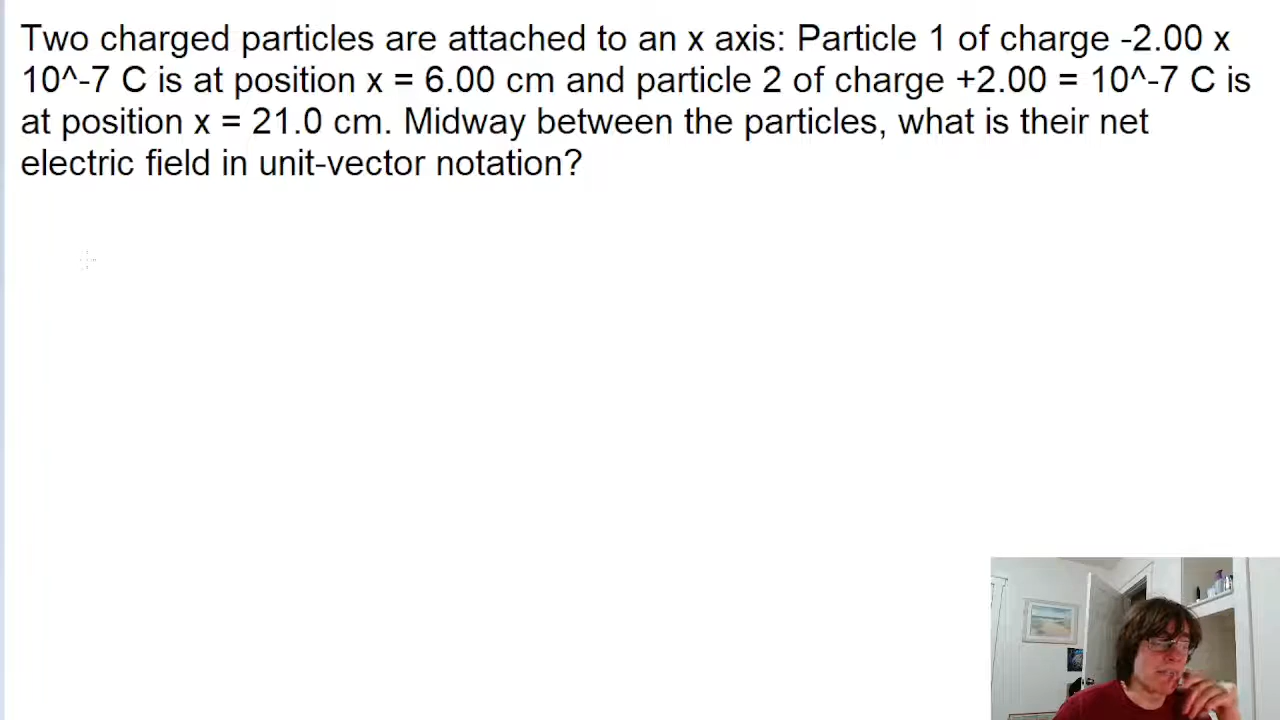 Two charged particles are attached to an x axis: Particle 1 of charge -2.00 x
10^-7 C is at position x = 6.00 cm and particle 2 of charge +2.00 = 10^-7 C is
at position x = 21.0 cm. Midway between the particles, what is their net
electric field in unit-vector notation?